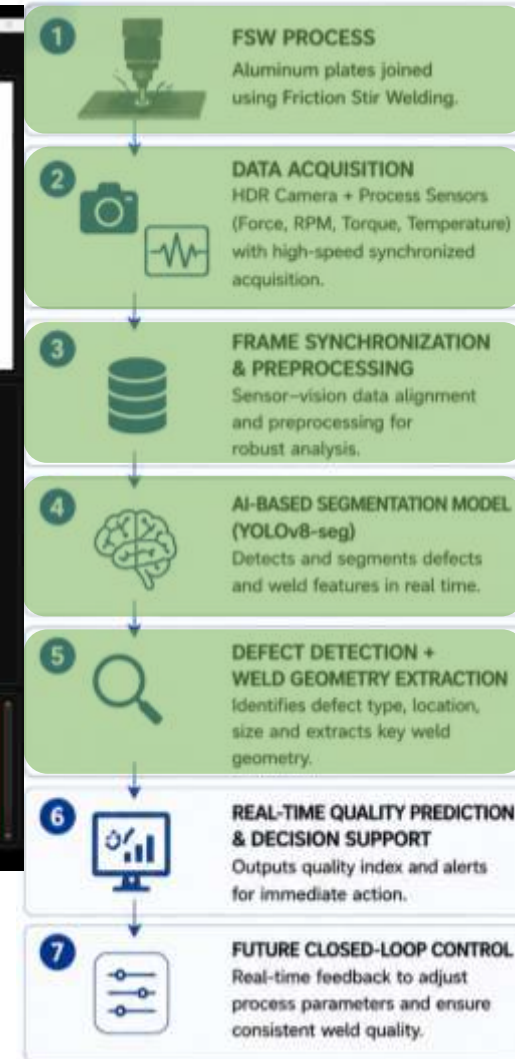 1
FSW PROCESS
Aluminum plates joined
using Friction Stir Welding.
2
DATA ACQUISITION
HDR Camera + Process Sensors
(Force, RPM, Torque, Temperature)
with high-speed synchronized
acquisition.
3
FRAME SYNCHRONIZATION
& PREPROCESSING
Sensor–vision data alignment
and preprocessing for
robust analysis.
4
AI-BASED SEGMENTATION MODEL
(YOLOv8-seg)
Detects and segments defects
and weld features in real time.
5
DEFECT DETECTION +
WELD GEOMETRY EXTRACTION
Identifies defect type, location,
size and extracts key weld
geometry.
6
REAL-TIME QUALITY PREDICTION
& DECISION SUPPORT
Outputs quality index and alerts
for immediate action.
7
FUTURE CLOSED-LOOP CONTROL
Real-time feedback to adjust
process parameters and ensure
consistent weld quality.